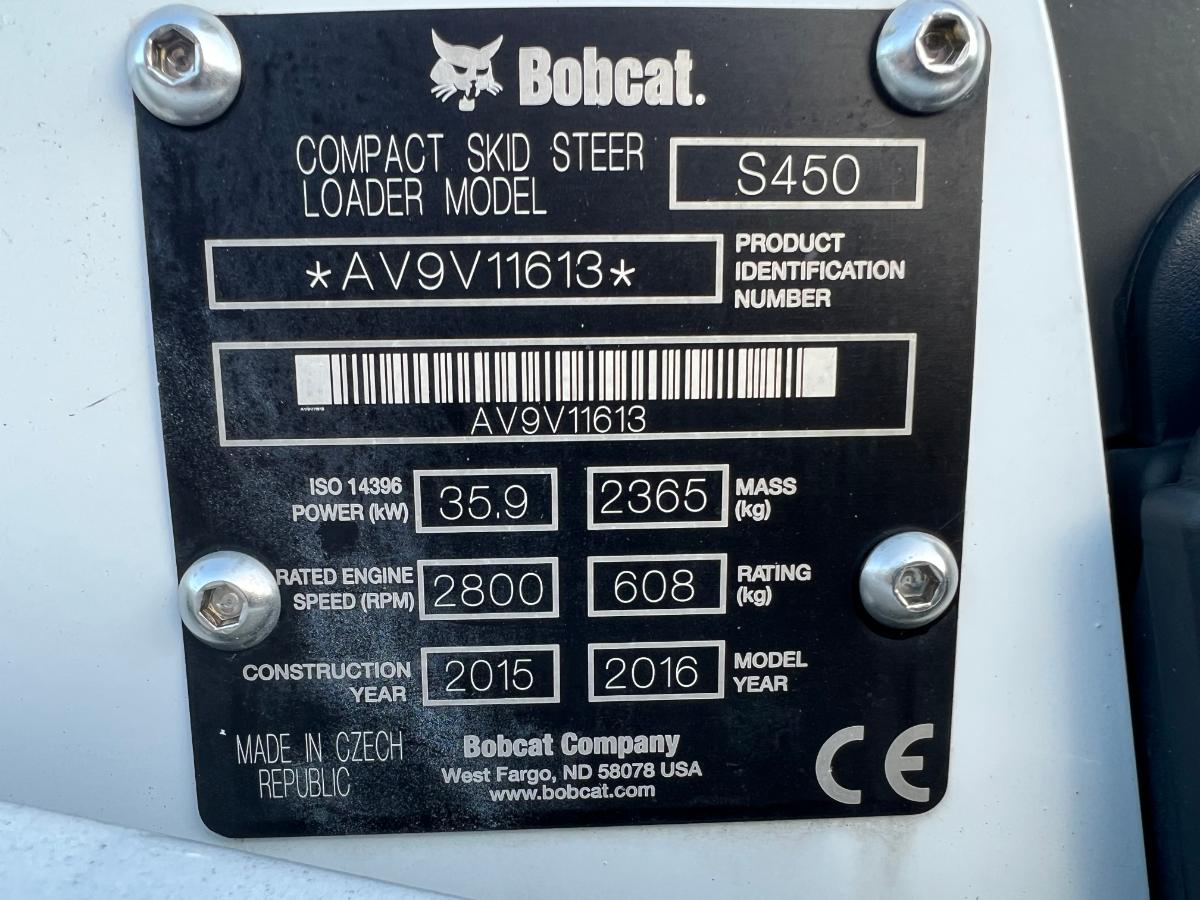 Bobcat.
COMPACT SKID STEER
LOADER MODEL
S450
*AV9V11613*
PRODUCT
IDENTIFICATION
NUMBER
AV9V11613
AV9V11613
ISO 14396
POWER (kW)
35.9
2365
MASS
(kg)
RATED ENGINE
SPEED (RPM)
2800
608
RATING
(kg)
CONSTRUCTION
YEAR
2015
2016
MODEL
YEAR
MADE IN CZECH
REPUBLIC
Bobcat Company
West Fargo, ND 58078 USA
www.bobcat.com
CE